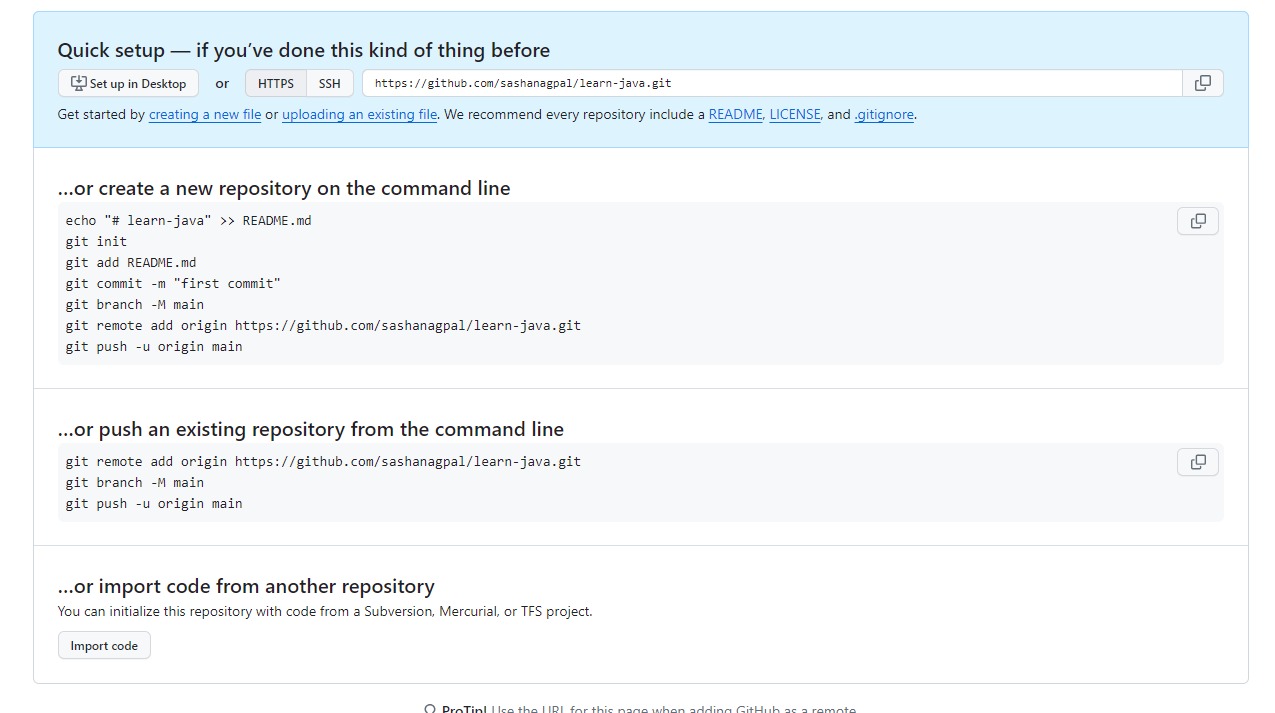 Quick setup — if you’ve done this kind of thing before
Set up in Desktop or HTTPS SSH https://github.com/sashanagpal/learn-java.git
Get started by creating a new file or uploading an existing file. We recommend every repository include a README, LICENSE, and .gitignore.
…or create a new repository on the command line
echo "# learn-java" >> README.md
git init
git add README.md
git commit -m "first commit"
git branch -M main
git remote add origin https://github.com/sashanagpal/learn-java.git
git push -u origin main
…or push an existing repository from the command line
git remote add origin https://github.com/sashanagpal/learn-java.git
git branch -M main
git push -u origin main
…or import code from another repository
You can initialize this repository with code from a Subversion, Mercurial, or TFS project.
Import code
ProTip! Use the URL for this page when adding GitHub as a remote.